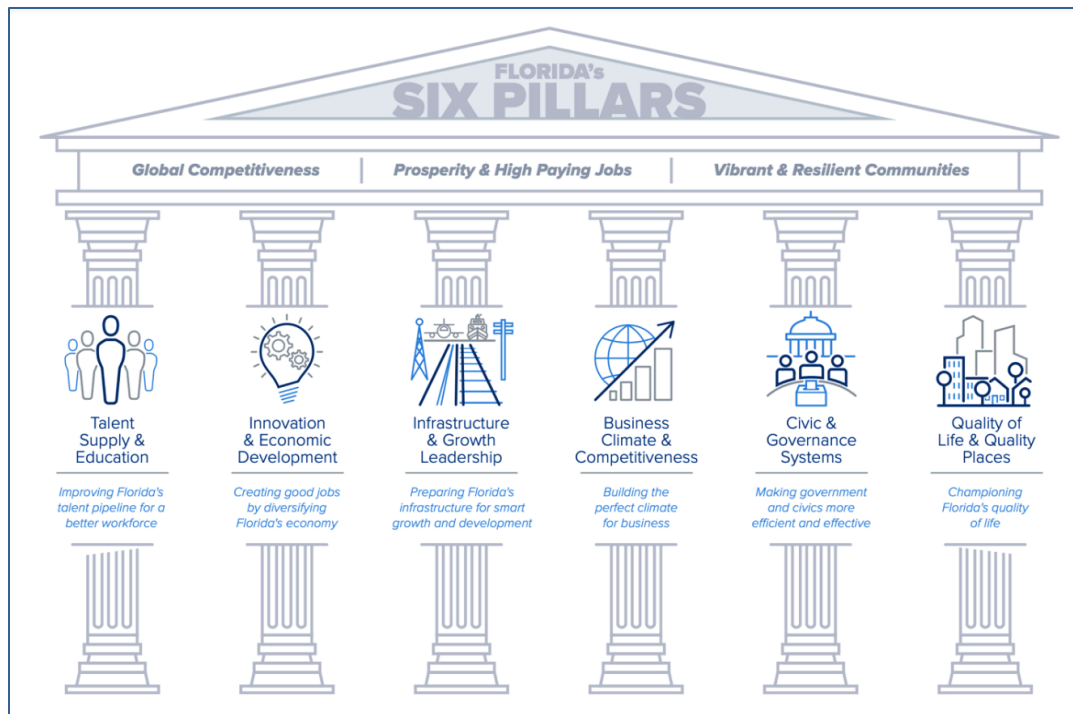 FLORIDA's
SIX PILLARS
Global Competitiveness | Prosperity & High Paying Jobs | Vibrant & Resilient Communities
Talent
Supply &
Education
Improving Florida's
talent pipeline for a
better workforce
Innovation
& Economic
Development
Creating good jobs
by diversifying
Florida's economy
Infrastructure
& Growth
Leadership
Preparing Florida's
infrastructure for smart
growth and development
Business
Climate &
Competitiveness
Building the
perfect climate
for business
Civic &
Governance
Systems
Making government
and civics more
efficient and effective
Quality of
Life & Quality
Places
Championing
Florida's quality
of life